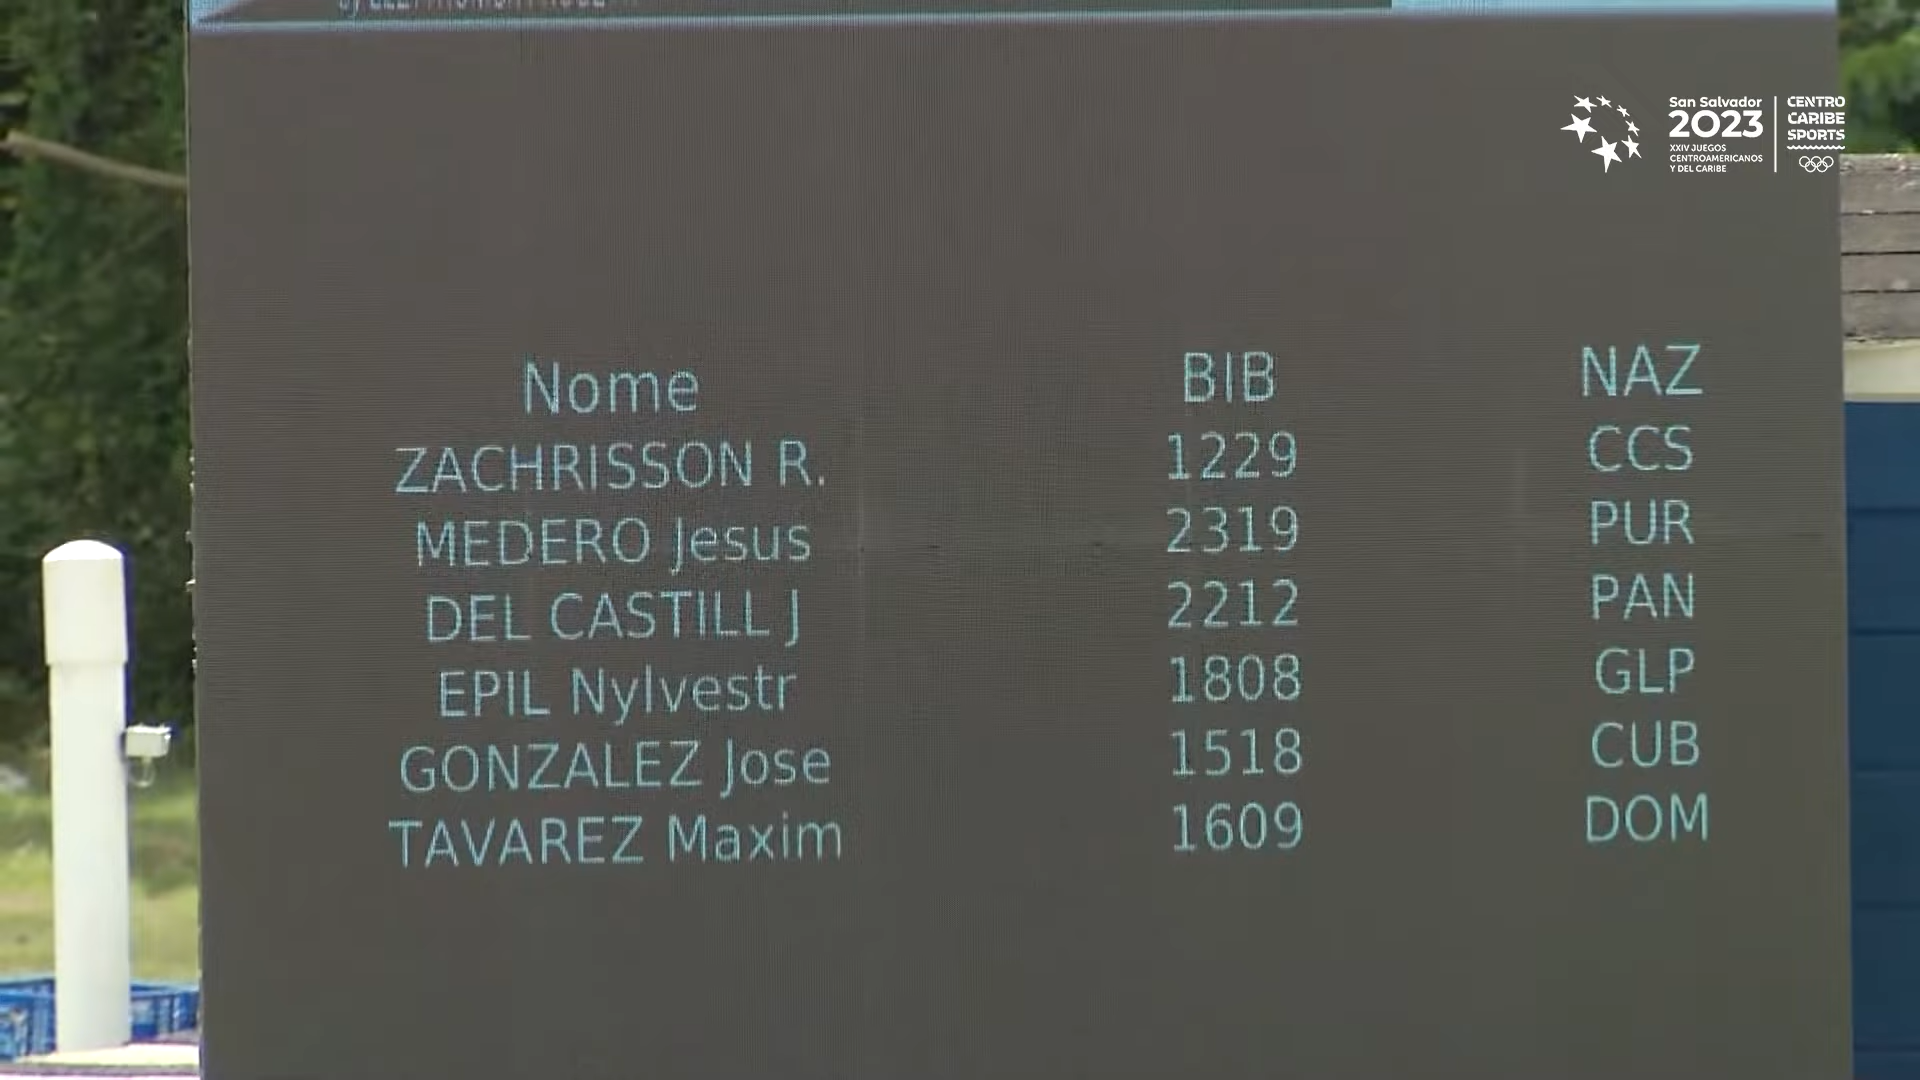 San Salvador
2023
XXIV JUEGOS
CENTROAMERICANOS
Y DEL CARIBE
CENTRO
CARIBE
SPORTS
Nome BIB NAZ
ZACHRISSON R. 1229 CCS
MEDERO Jesus 2319 PUR
DEL CASTILL J 2212 PAN
EPIL Nylvestr 1808 GLP
GONZALEZ Jose 1518 CUB
TAVAREZ Maxim 1609 DOM